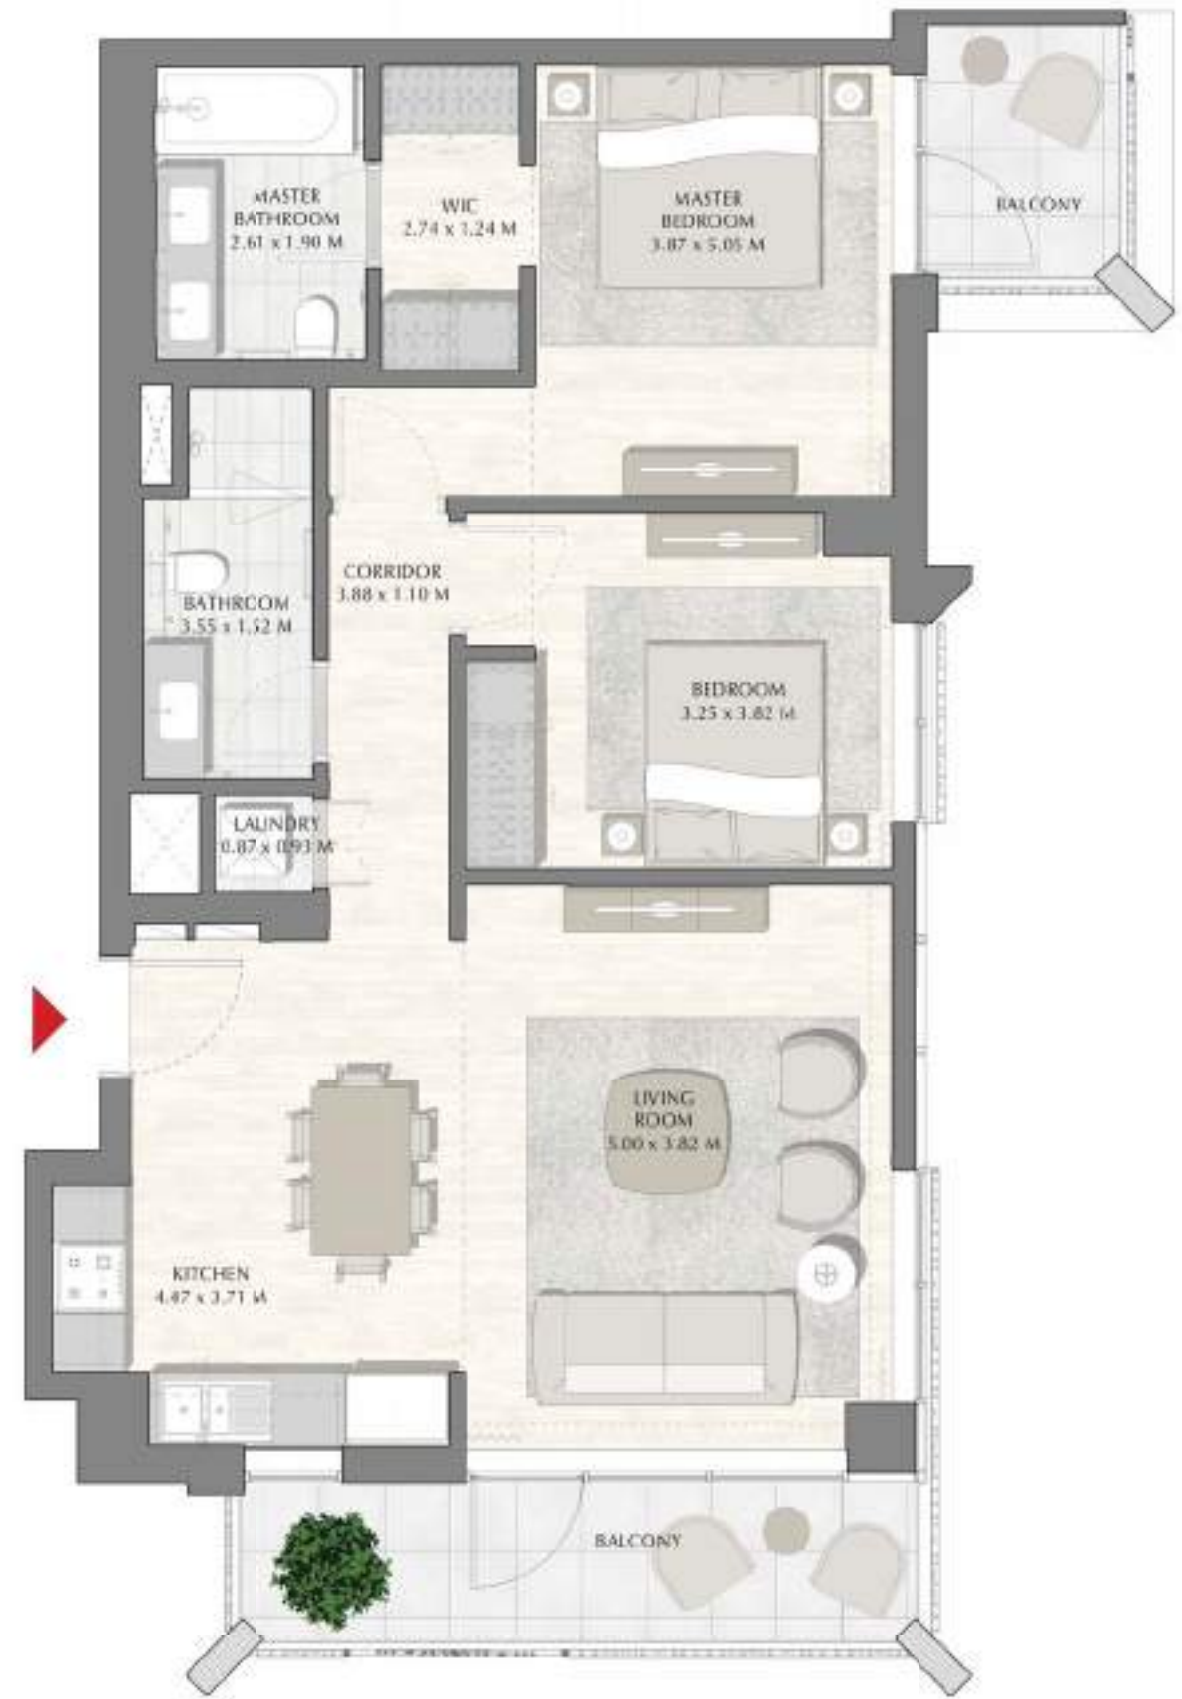 MASTER
BATHROOM
2.61 x 1.90 M
WIC
2.74 x 1.24 M
MASTER
BEDROOM
3.87 x 5.05 M
BALCONY
CORRIDOR
3.88 x 1.10 M
BATHROOM
3.55 x 1.52 M
BEDROOM
3.25 x 3.82 M
LAUNDRY
0.87 x 0.93 M
LIVING
ROOM
5.00 x 3.82 M
KITCHEN
4.47 x 3.71 M
BALCONY